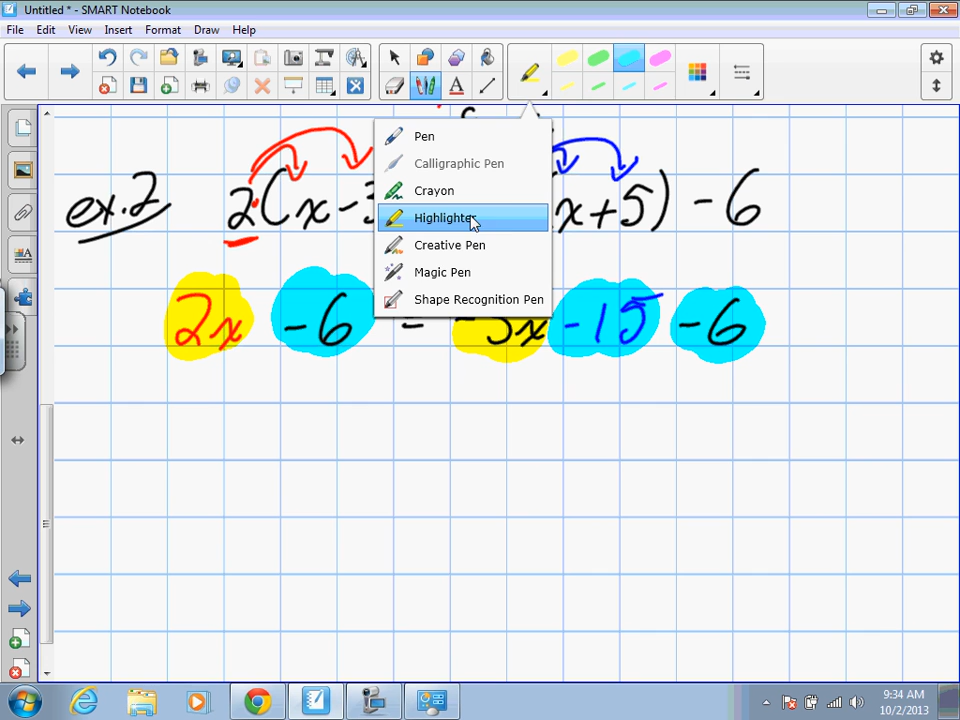 Untitled * - SMART Notebook
File Edit View Insert Format Draw Help
Pen
Calligraphic Pen
Crayon
Highlighter
Creative Pen
Magic Pen
Shape Recognition Pen
ex.2 2(x-3 x+5) -6
2x -6 = -3x -15 -6
9:34 AM
10/2/2013